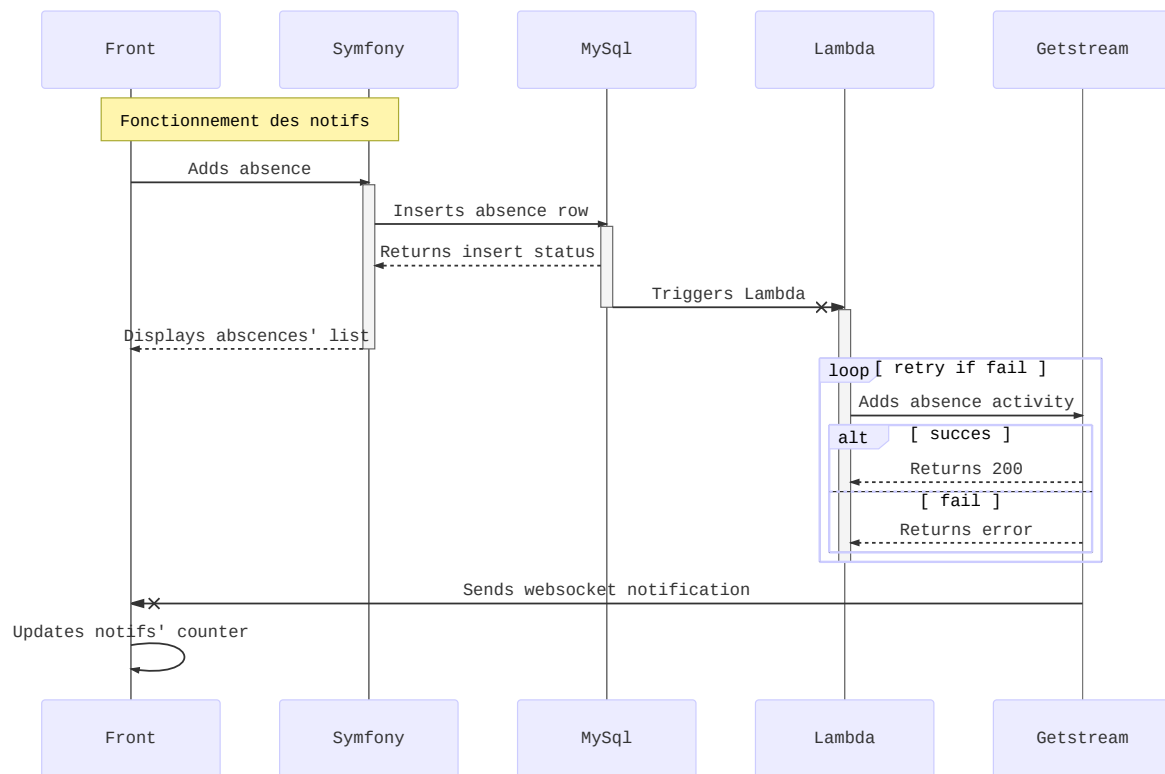 Front
Symfony
MySql
Lambda
Getstream
Fonctionnement des notifs
Adds absence
Inserts absence row
Returns insert status
Triggers Lambda
Displays abscences' list
loop [ retry if fail ]
Adds absence activity
alt [ succes ]
Returns 200
[ fail ]
Returns error
Sends websocket notification
Updates notifs' counter
Front
Symfony
MySql
Lambda
Getstream